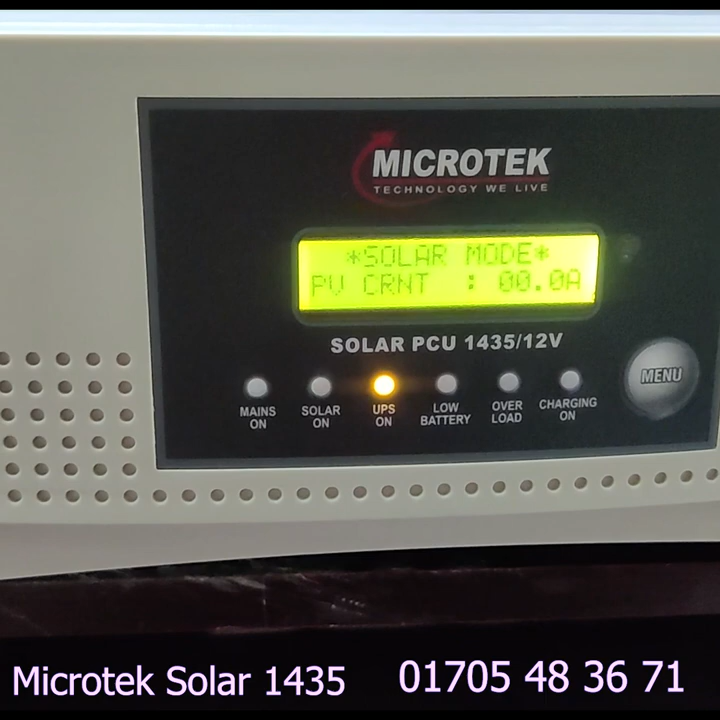 MICROTEK
TECHNOLOGY WE LIVE
*SOLAR MODE*
PV CRNT : 00.0A
SOLAR PCU 1435/12V
MAINS ON
SOLAR ON
UPS ON
LOW BATTERY
OVER LOAD
CHARGING ON
MENU
Microtek Solar 1435
01705 48 36 71